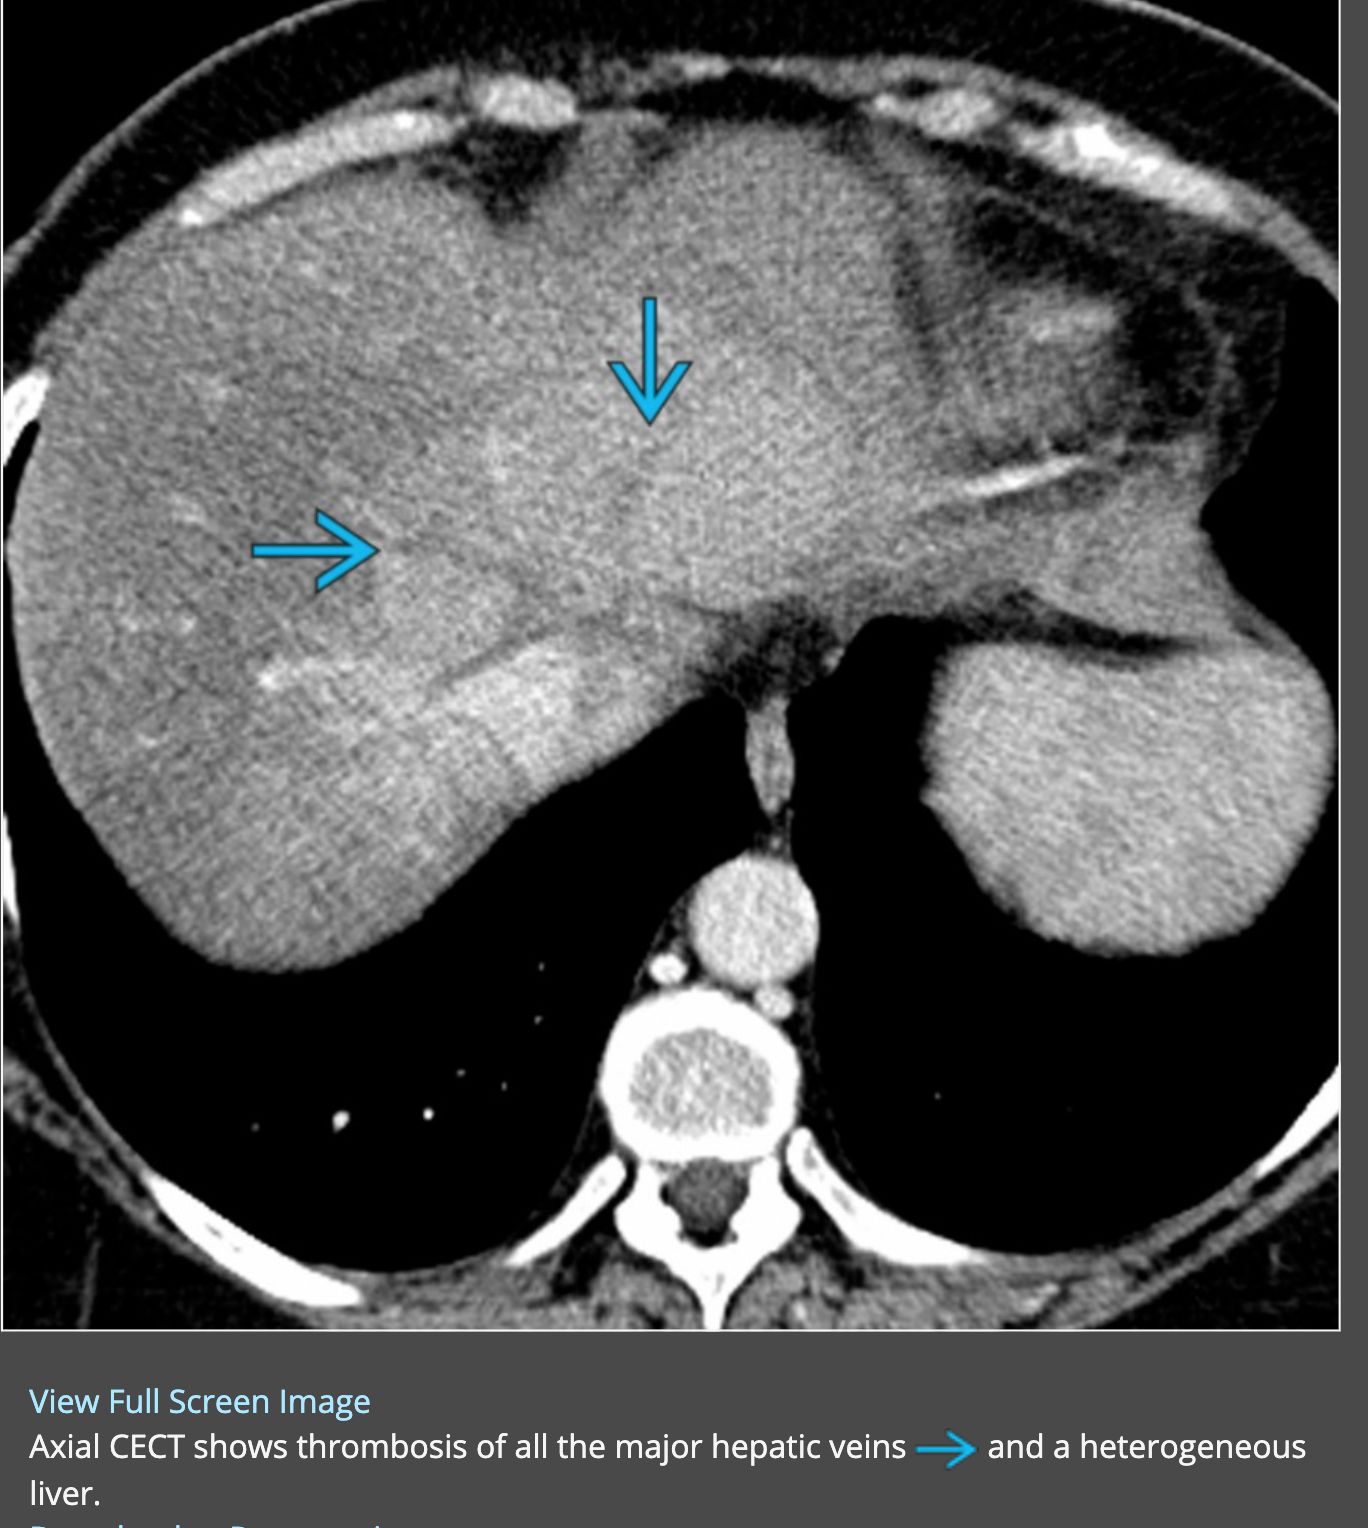 View Full Screen Image
Axial CECT shows thrombosis of all the major hepatic veins and a heterogeneous
liver.